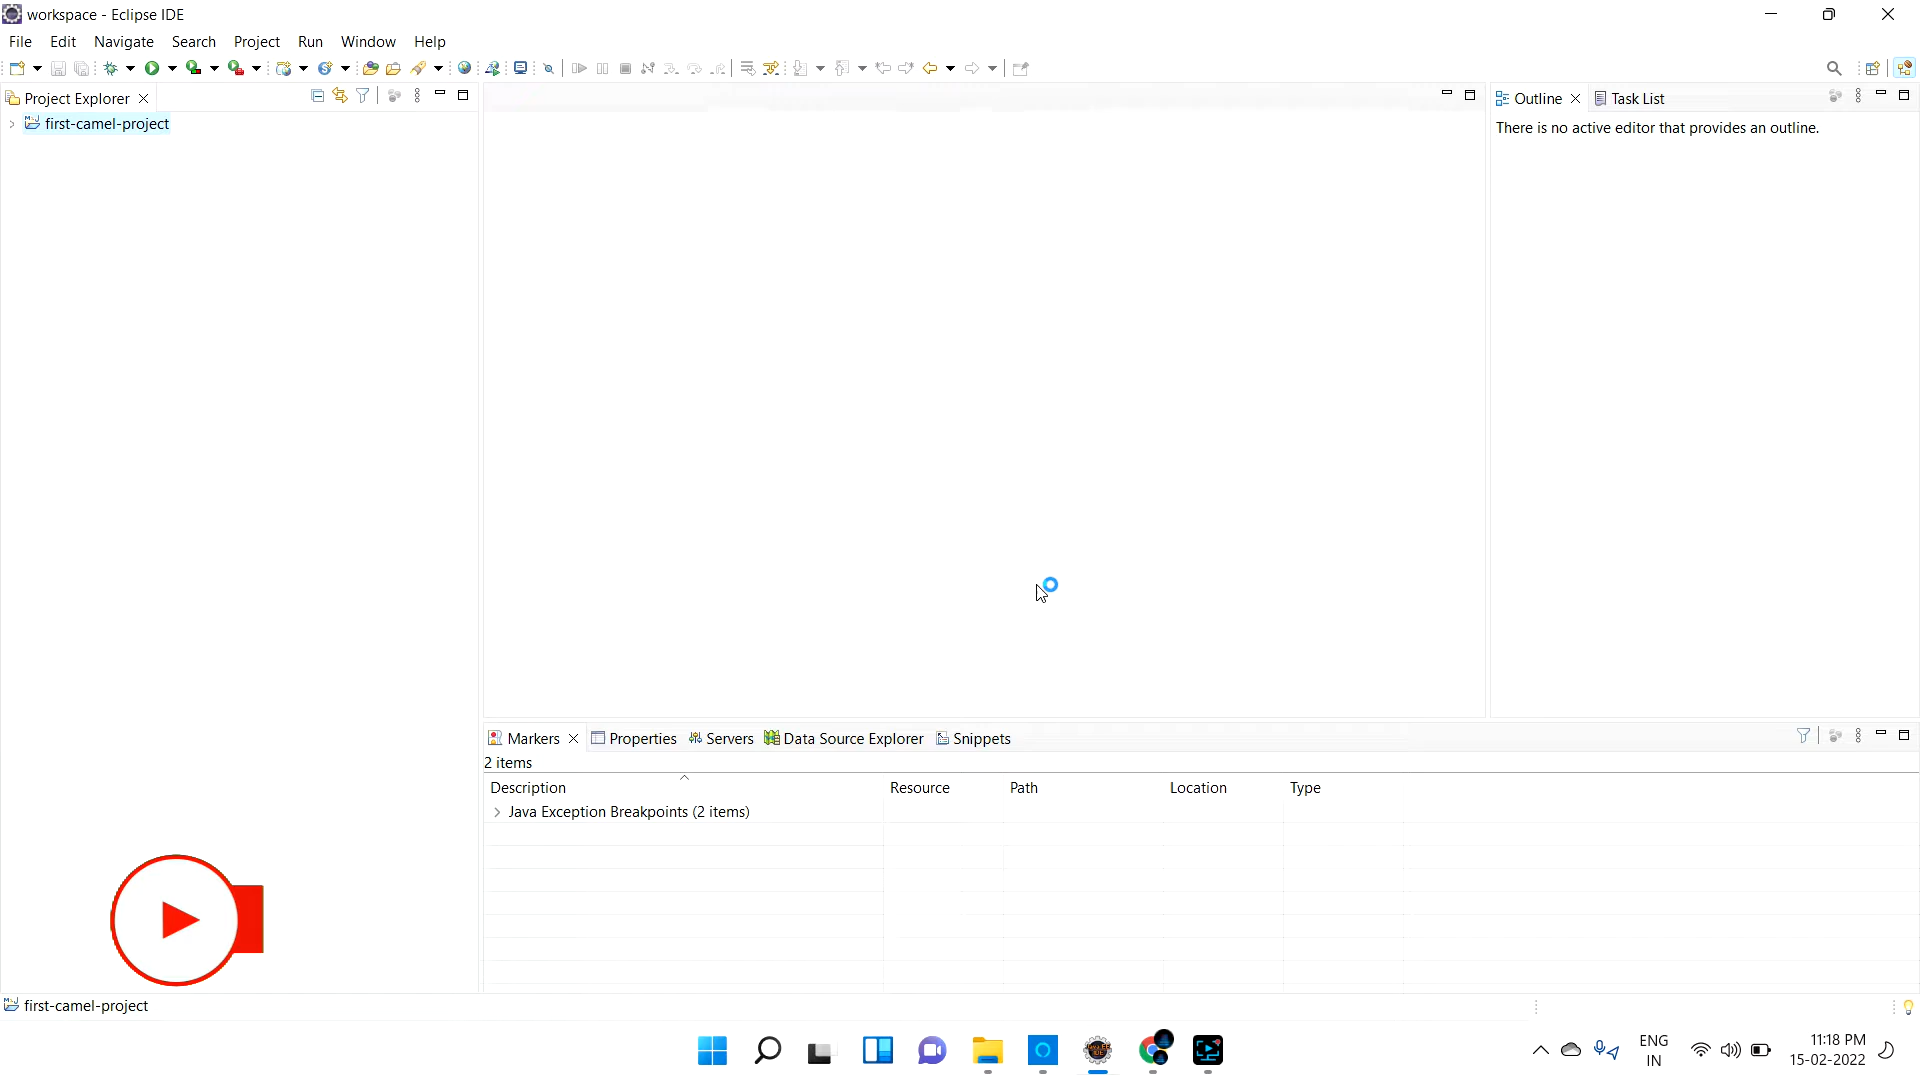 workspace - Eclipse IDE
File Edit Navigate Search Project Run Window Help
Project Explorer
first-camel-project
Outline Task List
There is no active editor that provides an outline.
Markers Properties Servers Data Source Explorer Snippets
2 items
Description Resource Path Location Type
Java Exception Breakpoints (2 items)
first-camel-project
ENG
IN
11:18 PM
15-02-2022